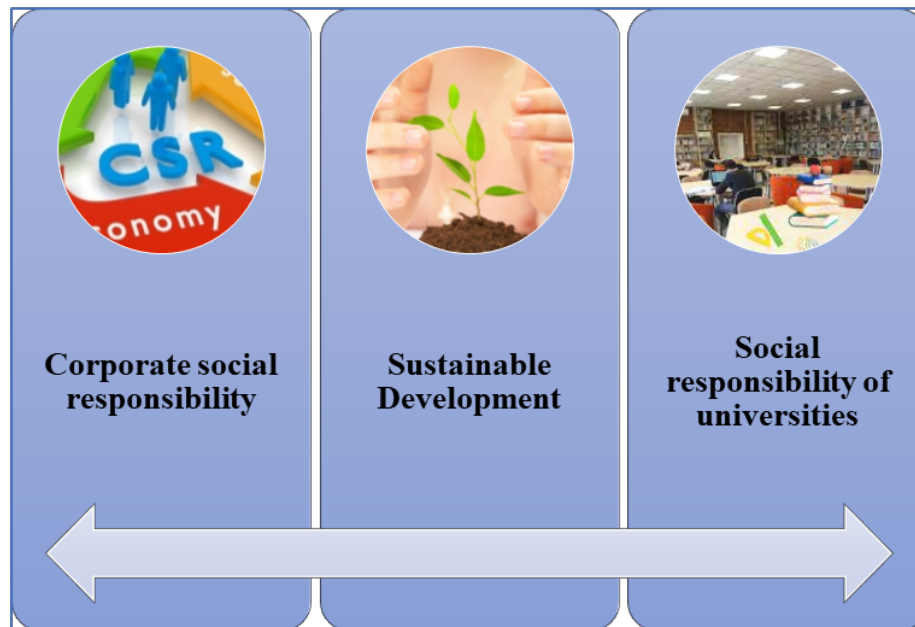 CSR
onomy
Corporate social
responsibility
Sustainable
Development
Social
responsibility of
universities